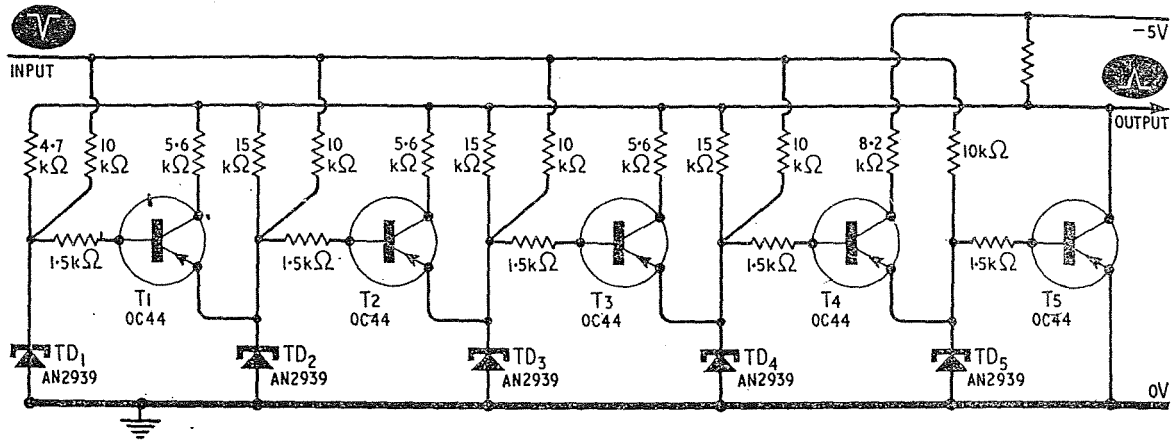 -5V
INPUT
OUTPUT
4·7 kΩ
10 kΩ
5·6 kΩ
15 kΩ
10 kΩ
5·6 kΩ
15 kΩ
10 kΩ
5·6 kΩ
15 kΩ
10 kΩ
8·2 kΩ
10kΩ
1·5kΩ
1·5kΩ
1·5kΩ
1·5kΩ
1·5kΩ
T1
OC44
T2
OC44
T3
OC44
T4
OC44
T5
OC44
TD1
AN2939
TD2
AN2939
TD3
AN2939
TD4
AN2939
TD5
AN2939
0V